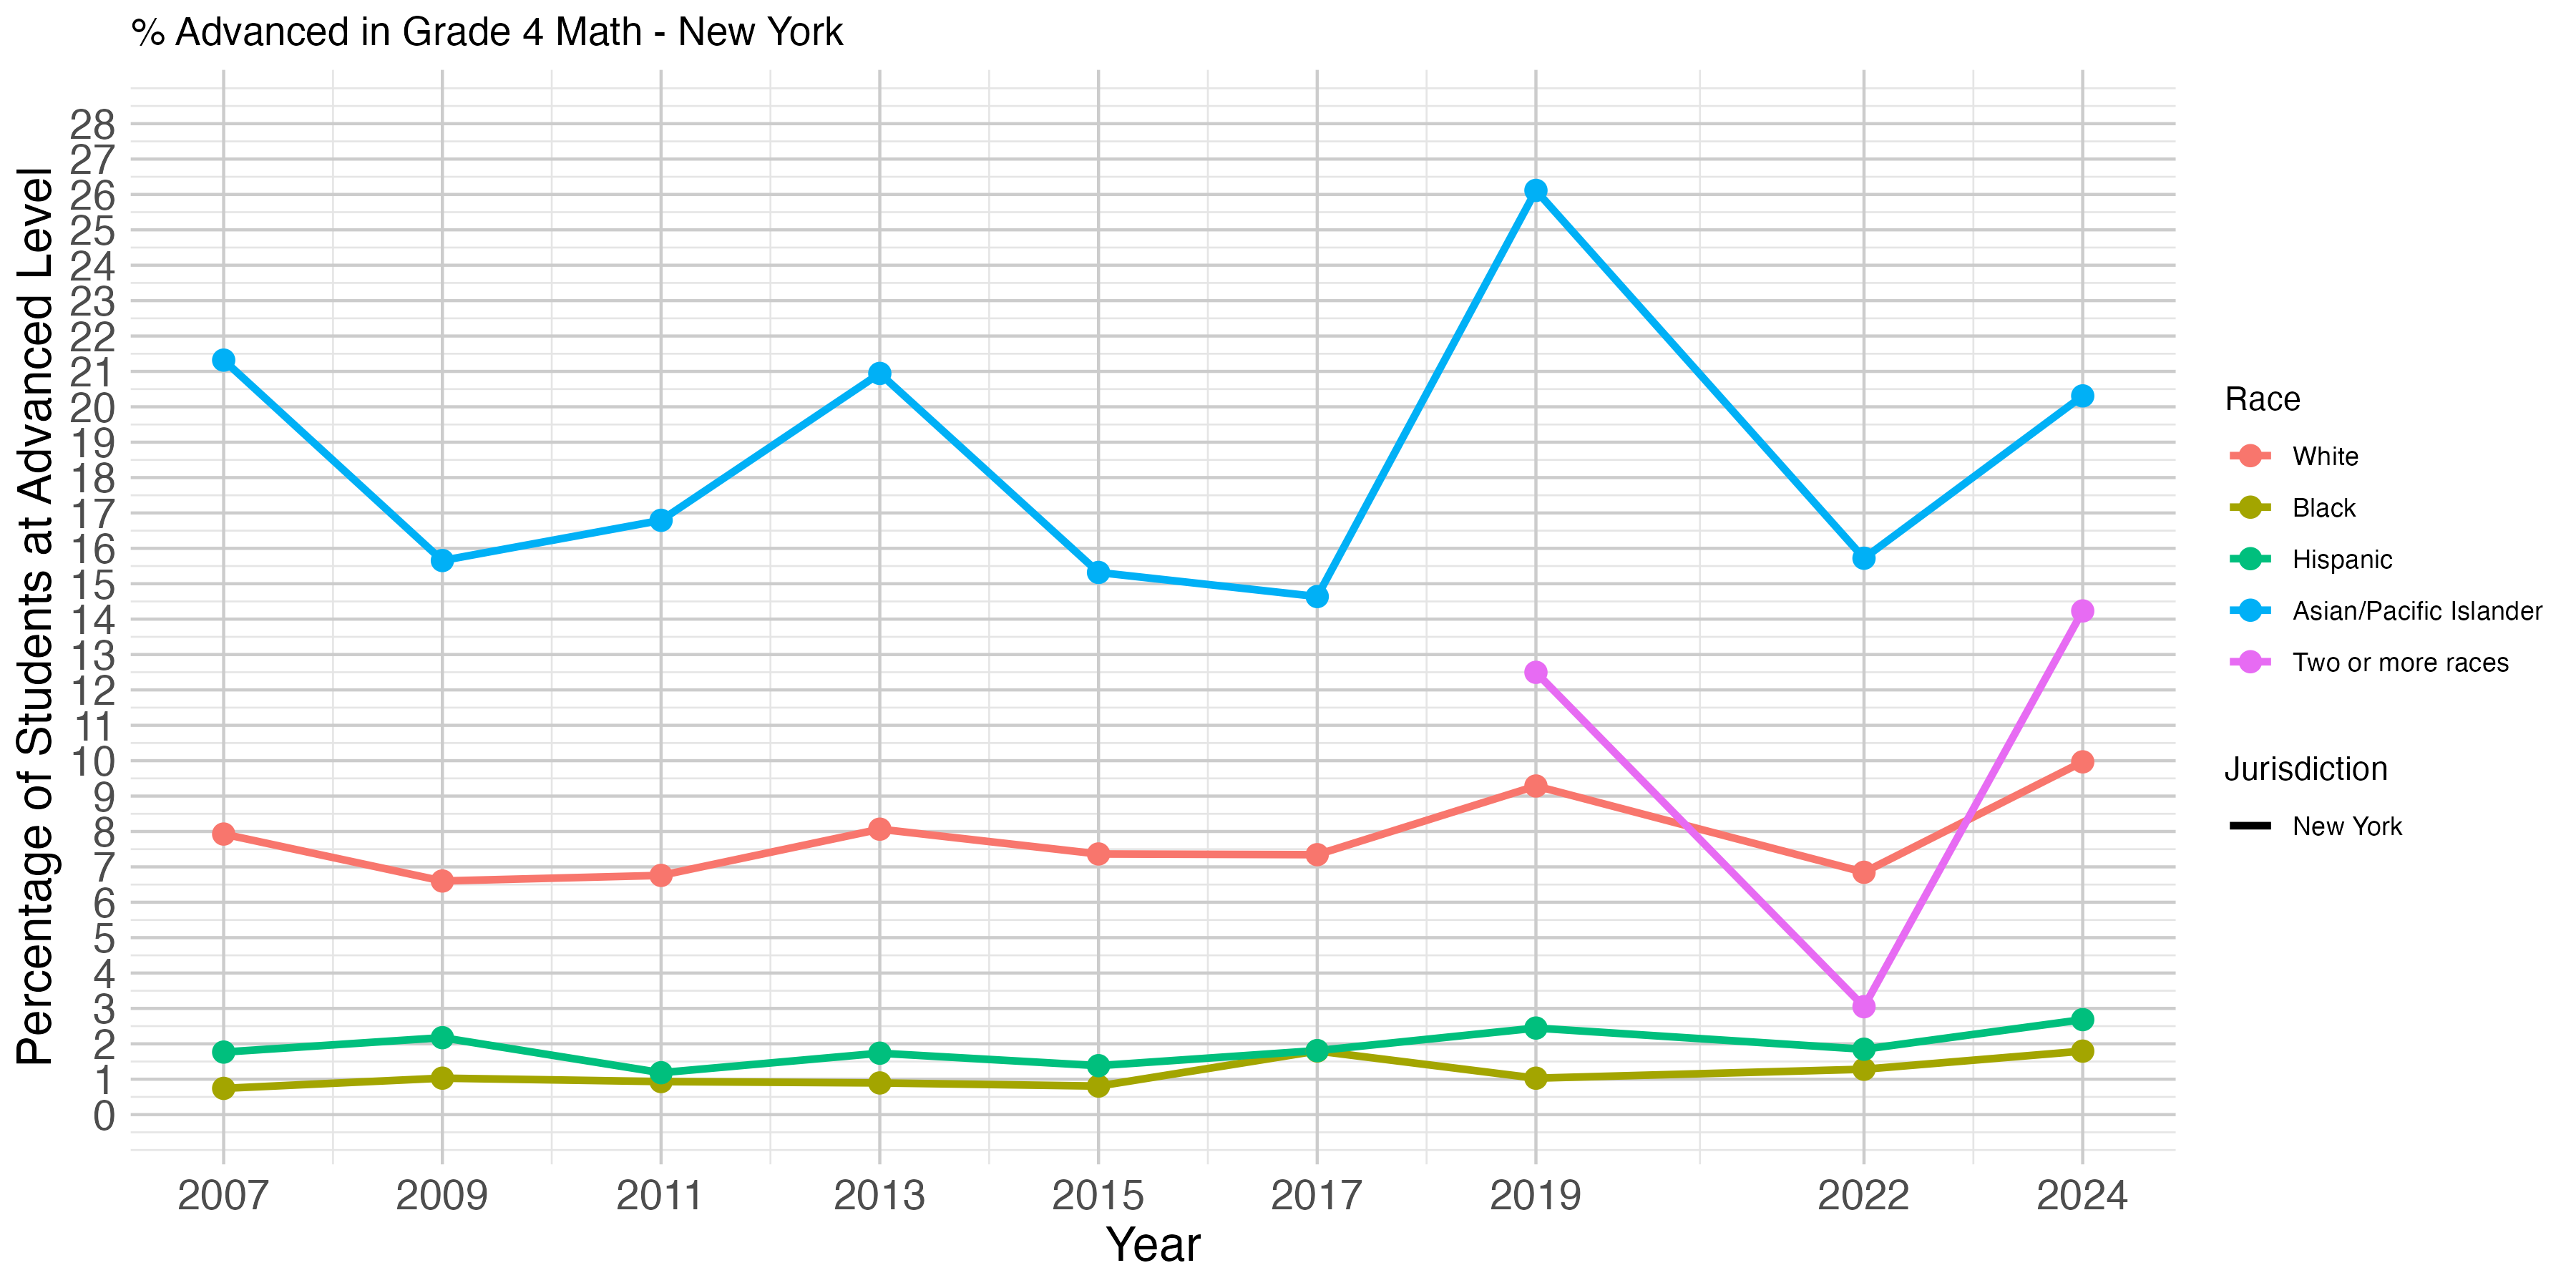 % Advanced in Grade 4 Math - New York
Percentage of Students at Advanced Level
28
27
26
25
24
23
22
21
20
19
18
17
16
15
14
13
12
11
10
9
8
7
6
5
4
3
2
1
0
2007 2009 2011 2013 2015 2017 2019 2022 2024
Year
Race
White
Black
Hispanic
Asian/Pacific Islander
Two or more races
Jurisdiction
New York